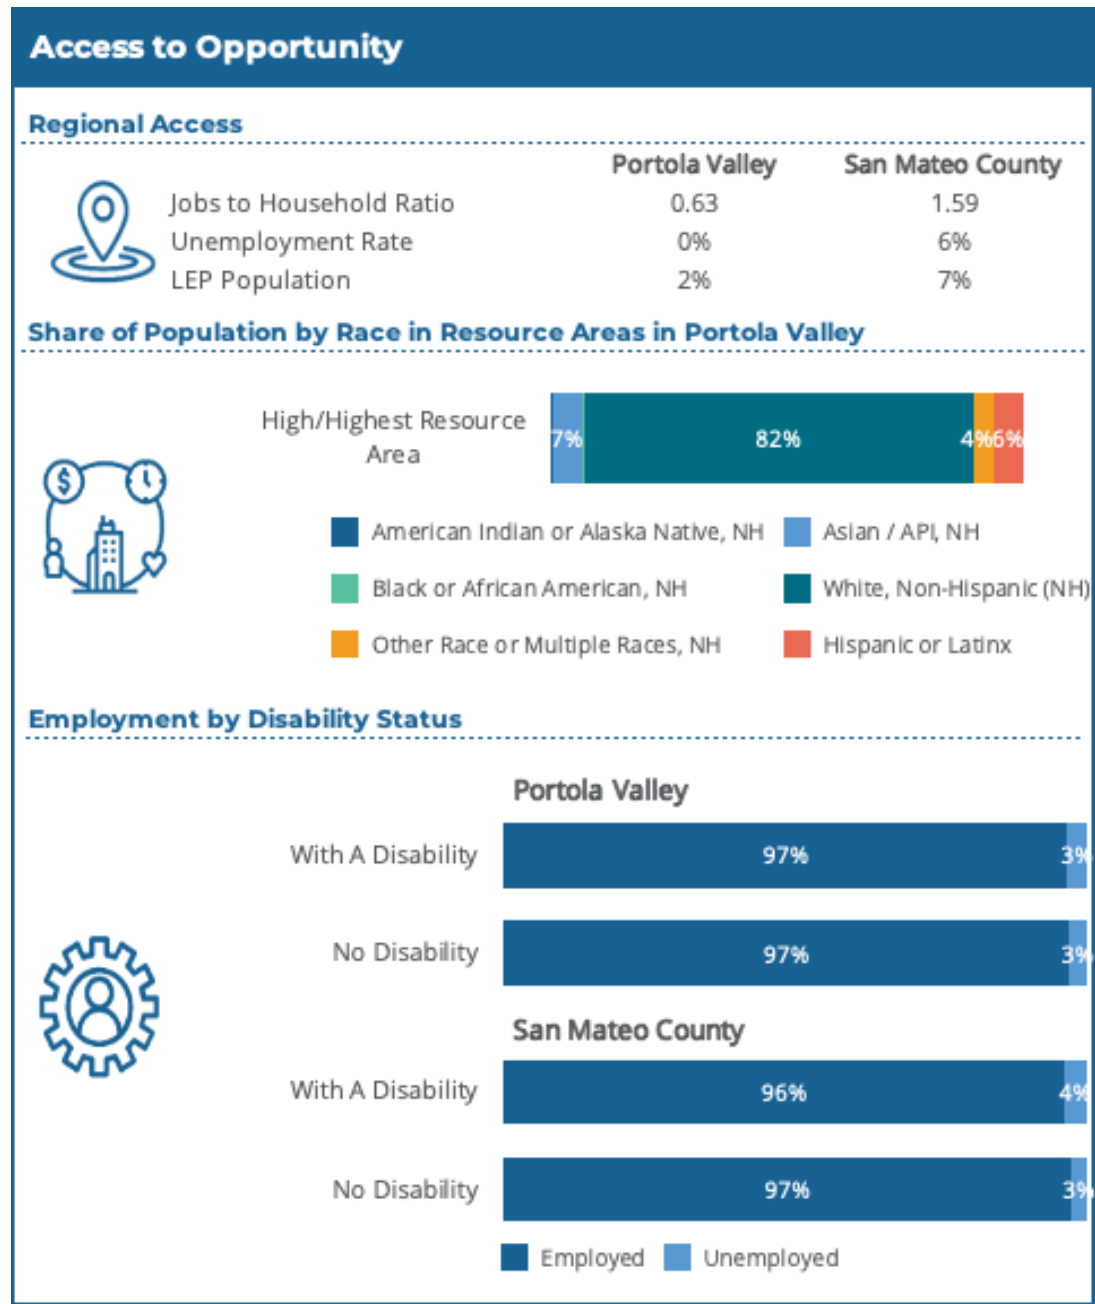 Access to Opportunity
Regional Access
Portola Valley San Mateo County
Jobs to Household Ratio 0.63 1.59
Unemployment Rate 0% 6%
LEP Population 2% 7%
Share of Population by Race in Resource Areas in Portola Valley
High/Highest Resource
Area
7% 82% 4% 6%
$
American Indian or Alaska Native, NH Asian / API, NH
Black or African American, NH White, Non-Hispanic (NH)
Other Race or Multiple Races, NH Hispanic or Latinx
Employment by Disability Status
Portola Valley
With A Disability 97% 3%
No Disability 97% 3%
San Mateo County
With A Disability 96% 4%
No Disability 97% 3%
Employed Unemployed